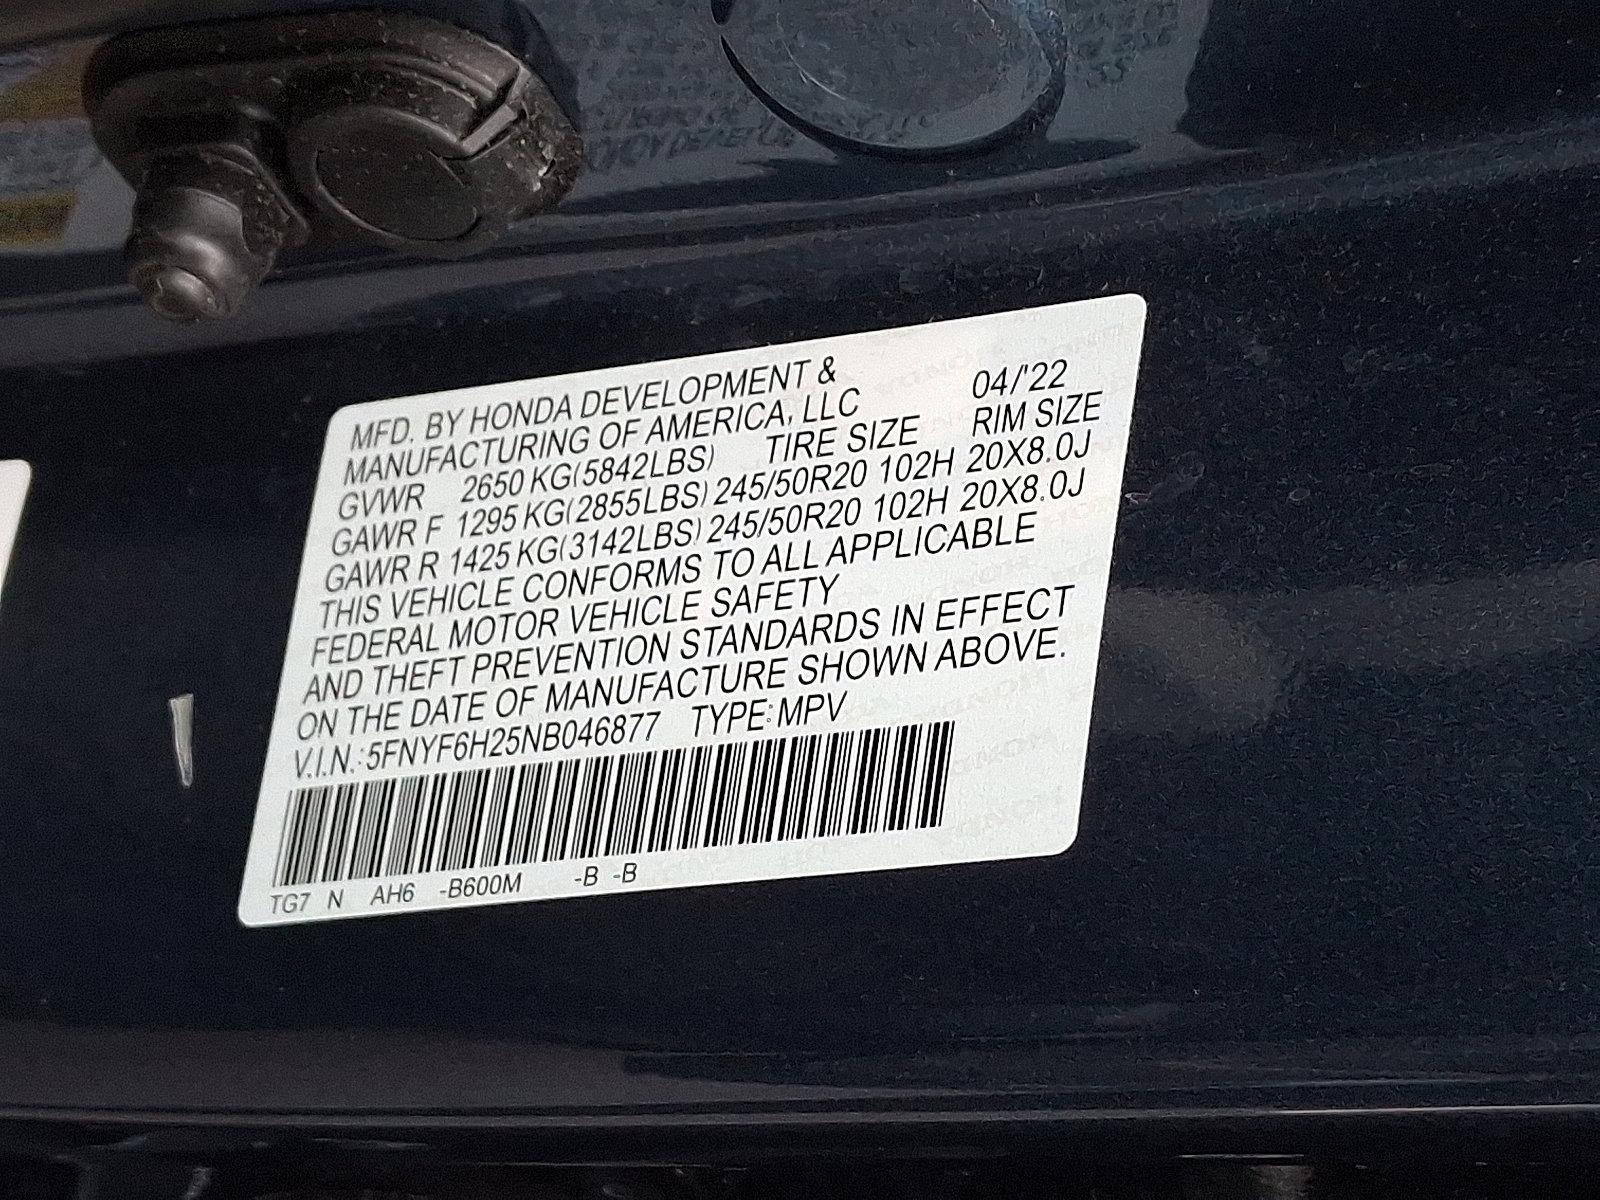 MFD. BY HONDA DEVELOPMENT &
MANUFACTURING OF AMERICA, LLC 04/'22
GVWR 2650 KG(5842LBS) TIRE SIZE RIM SIZE
GAWR F 1295 KG(2855LBS) 245/50R20 102H 20X8.0J
GAWR R 1425 KG(3142LBS) 245/50R20 102H 20X8.0J
THIS VEHICLE CONFORMS TO ALL APPLICABLE
FEDERAL MOTOR VEHICLE SAFETY
AND THEFT PREVENTION STANDARDS IN EFFECT
ON THE DATE OF MANUFACTURE SHOWN ABOVE.
V.I.N.:5FNYF6H25NB046877 TYPE:MPV
TG7 N AH6 -B600M -B -B